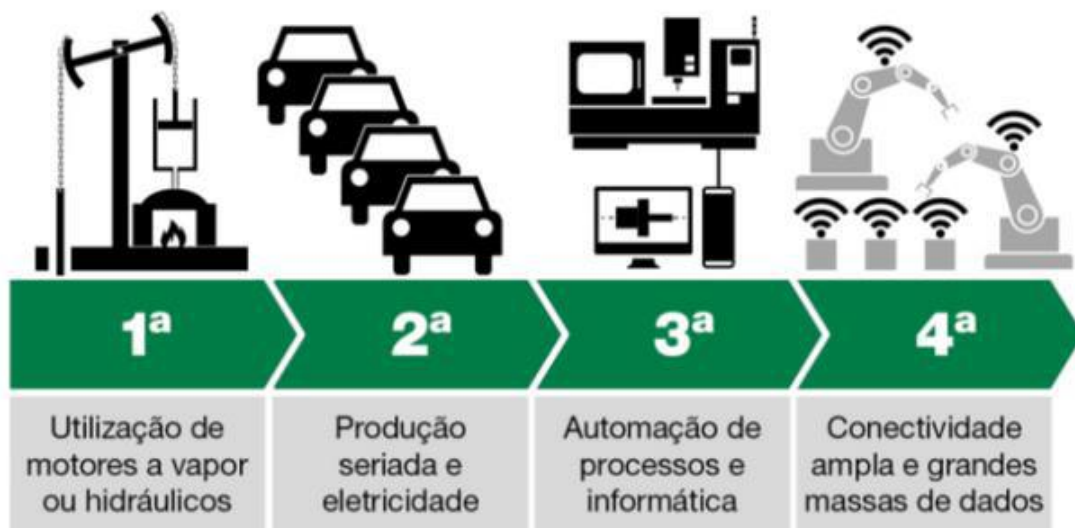 1ª
2ª
3ª
4ª
Utilização de
motores a vapor
ou hidráulicos
Produção
seriada e
eletricidade
Automação de
processos e
informática
Conectividade
ampla e grandes
massas de dados